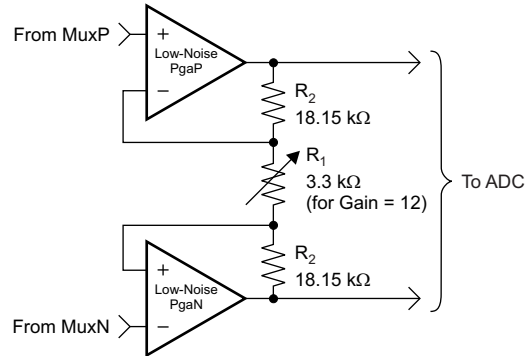 From MuxP
+
Low-Noise
PgaP
−
R2
18.15 kΩ
R1
3.3 kΩ
(for Gain = 12)
To ADC
R2
18.15 kΩ
+
Low-Noise
PgaN
−
From MuxN